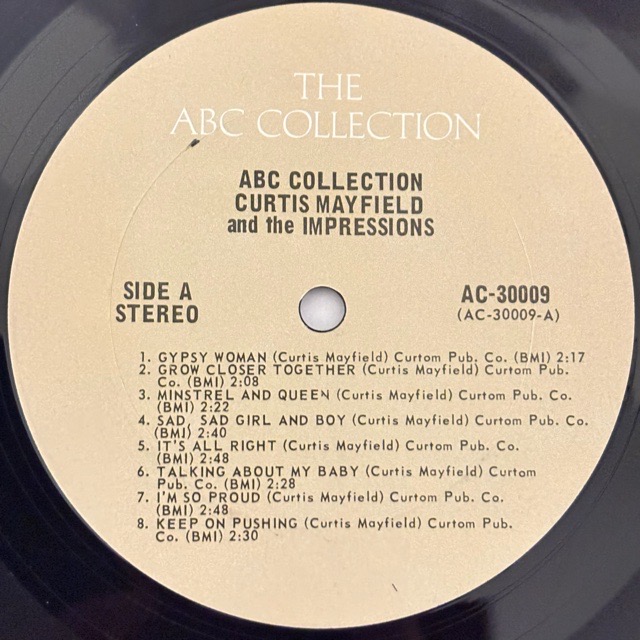 THE
ABC COLLECTION
ABC COLLECTION
CURTIS MAYFIELD
and the IMPRESSIONS
SIDE A
STEREO
AC-30009
(AC-30009-A)
1. GYPSY WOMAN (Curtis Mayfield) Curtom Pub. Co. (BMI) 2:17
2. GROW CLOSER TOGETHER (Curtis Mayfield) Curtom Pub.
Co. (BMI) 2:08
3. MINSTREL AND QUEEN (Curtis Mayfield) Curtom Pub. Co.
(BMI) 2:22
4. SAD, SAD GIRL AND BOY (Curtis Mayfield) Curtom Pub. Co.
(BMI) 2:40
5. IT'S ALL RIGHT (Curtis Mayfield) Curtom Pub. Co.
(BMI) 2:48
6. TALKING ABOUT MY BABY (Curtis Mayfield) Curtom
Pub. Co. (BMI) 2:28
7. I'M SO PROUD (Curtis Mayfield) Curtom Pub. Co.
(BMI) 2:48
8. KEEP ON PUSHING (Curtis Mayfield) Curtom Pub.
Co. (BMI) 2:30